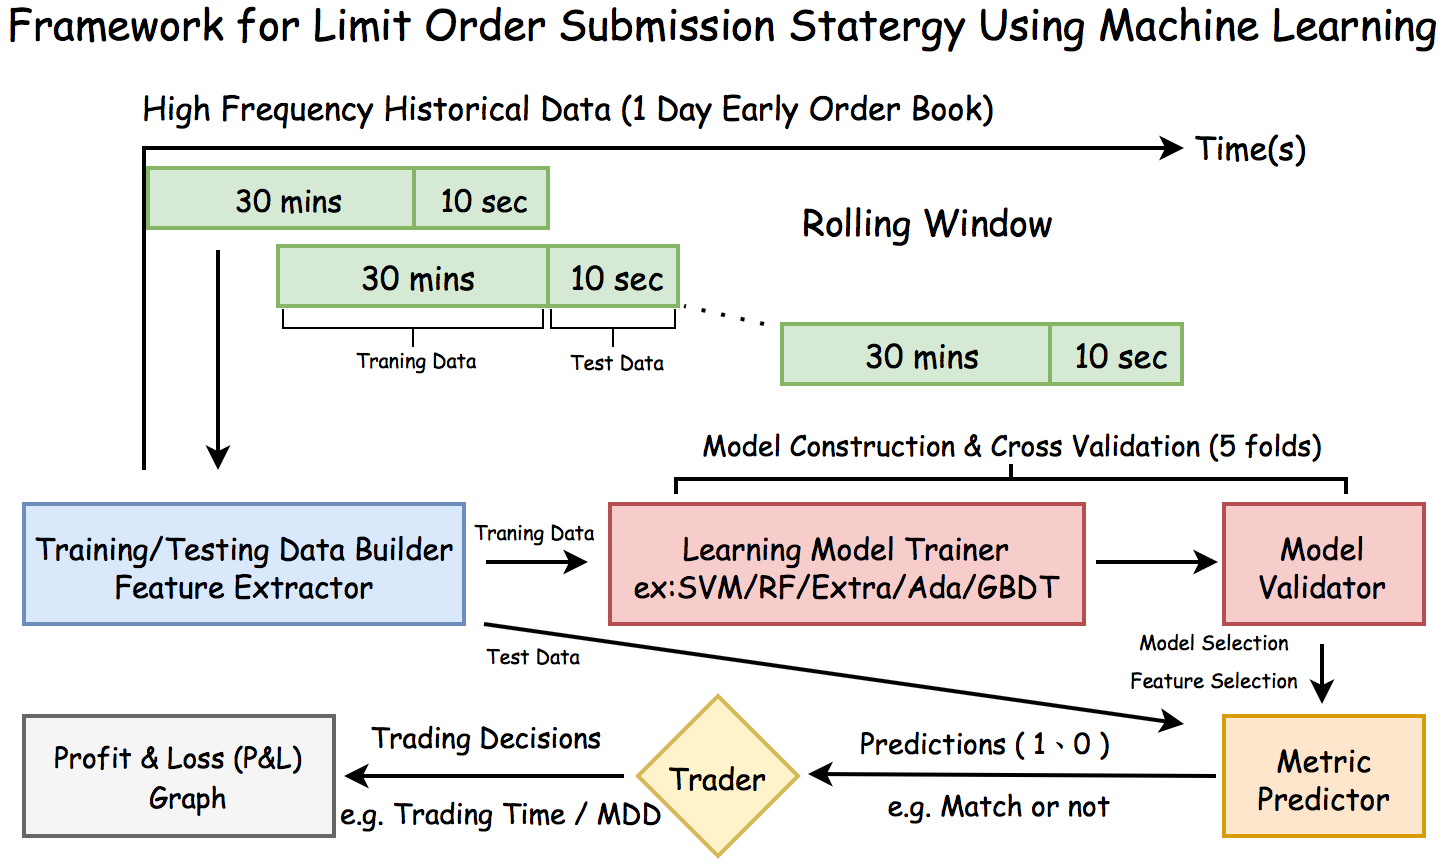 Framework for Limit Order Submission Statergy Using Machine Learning
High Frequency Historical Data (1 Day Early Order Book)
Time(s)
30 mins
10 sec
Rolling Window
30 mins
10 sec
Traning Data
Test Data
30 mins
10 sec
Model Construction & Cross Validation (5 folds)
Training/Testing Data Builder
Feature Extractor
Traning Data
Learning Model Trainer
ex:SVM/RF/Extra/Ada/GBDT
Model
Validator
Test Data
Model Selection
Feature Selection
Profit & Loss (P&L)
Graph
Trading Decisions
e.g. Trading Time / MDD
Trader
Predictions ( 1、0 )
e.g. Match or not
Metric
Predictor